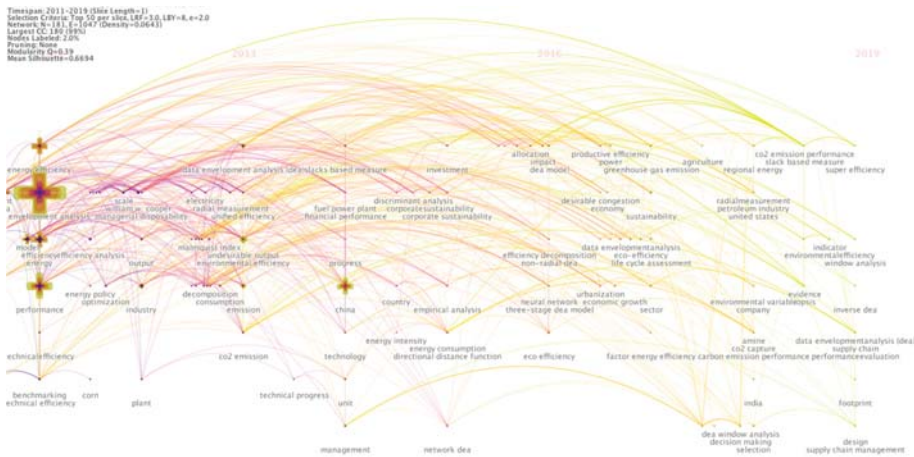 Timespan: 2011-2019 (Slice Length=1)
Selection Criteria: Top 50 per slice, LRF=3.0, LBY=8, e=2.0
Network: N=181, E=1047 (Density=0.0643)
Largest CC: 180 (99%)
Nodes Labeled: 2.0%
Pruning: None
Modularity Q=0.39
Mean Silhouette=0.6694
2013 2016 2019
allocation productive efficiency co2 emission performance
impact power agriculture slack based measure
energy efficiency data envelopment analysis idea slacks based measure investment dea model greenhouse gas emission regional energy super efficiency
scale electricity discriminant analysis desirable congestion radialmeasurement
william w. cooper radial measurement fuel power plant corporatesustainability economy petroleum industry
envelopment analysis managerial disposability unified efficiency financial performance corporate sustainability sustainability united states
model malmquist index data envelopmentanalysis indicator
efficiencyefficiency analysis undesirable output efficiency decomposition eco-efficiency environmentalefficiency
energy output environmental efficiency progress non-radial dea life cycle assessment window analysis
energy policy decomposition urbanization evidence
optimization consumption country neural network economic growth environmental variable
performance industry emission china empirical analysis three-stage dea model sector company inverse dea
energy intensity amine data envelopmentanalysis
energy consumption co2 capture supply chain
echnicalefficiency co2 emission technology directional distance function eco efficiency factor energy efficiency carbon emission performance performanceevaluation
benchmarking corn technical progress
echnical efficiency plant unit india footprint
dea window analysis design
decision making supply chain management
management network dea selection